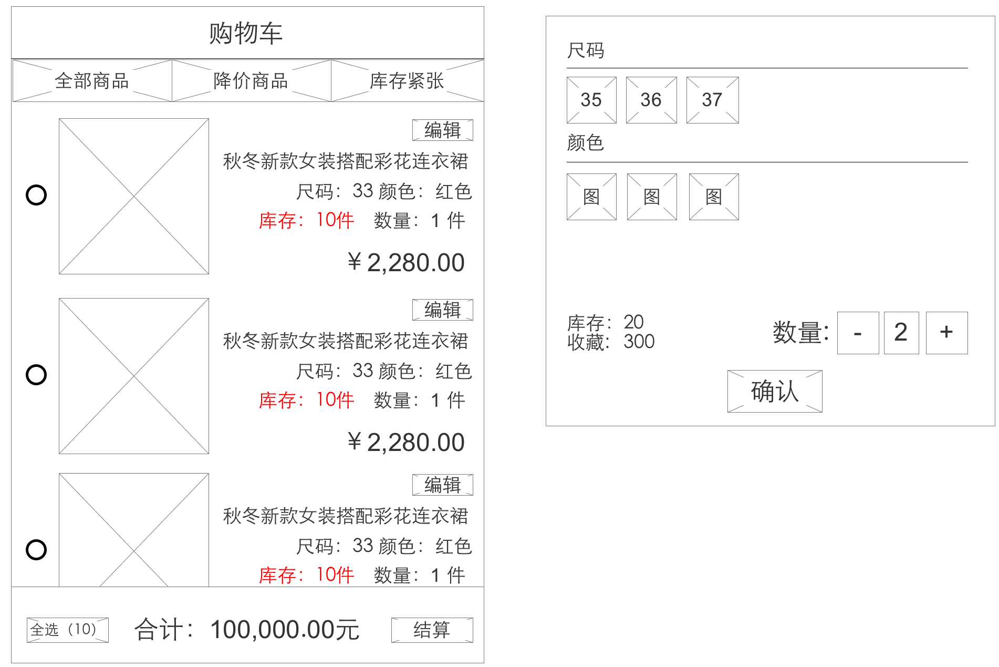 购物车
全部商品 降价商品 库存紧张
编辑
秋冬新款女装搭配彩花连衣裙
尺码：33 颜色：红色
库存：10件 数量：1 件
¥ 2,280.00
编辑
秋冬新款女装搭配彩花连衣裙
尺码：33 颜色：红色
库存：10件 数量：1 件
¥ 2,280.00
编辑
秋冬新款女装搭配彩花连衣裙
尺码：33 颜色：红色
库存：10件 数量：1 件
全选（10） 合计：100,000.00元 结算
尺码
35 36 37
颜色
图 图 图
库存：20
收藏：300
数量: - 2 +
确认